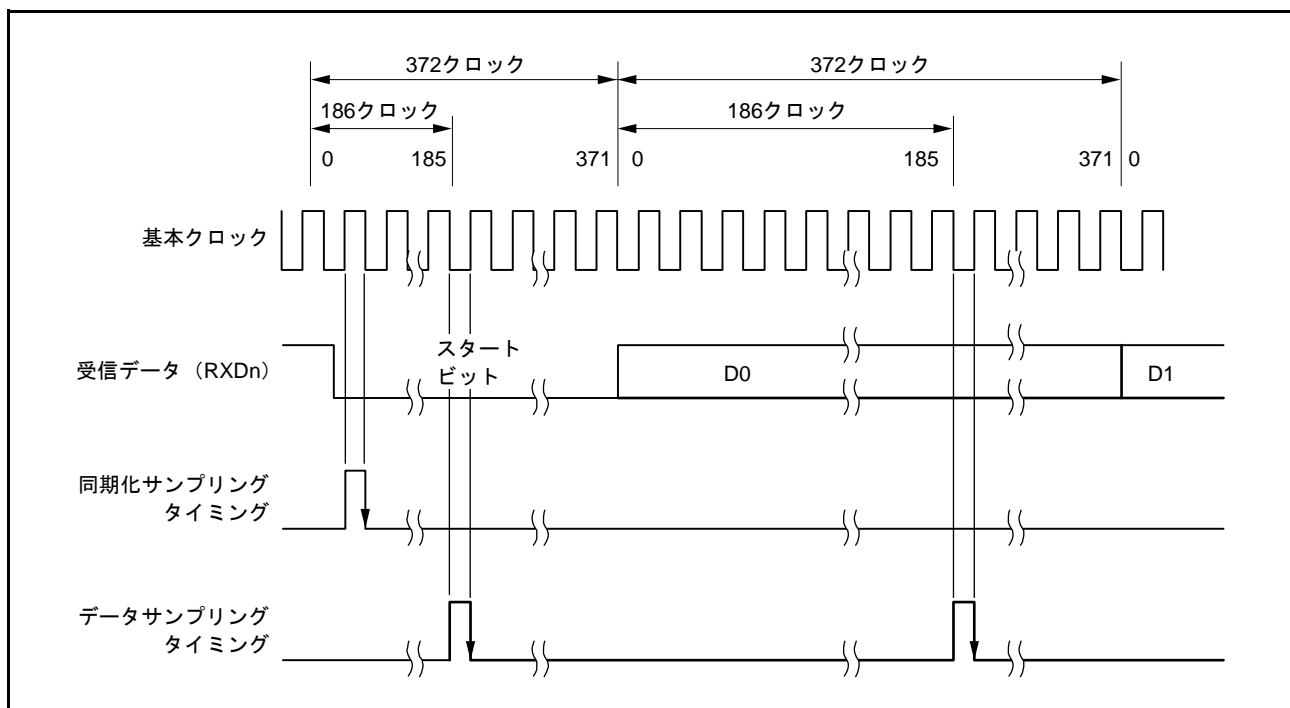 372クロック
372クロック
186クロック
186クロック
0
185
371
0
185
371
0
基本クロック
受信データ（RXDn）
スタート
ビット
D0
D1
同期化サンプリング
タイミング
データサンプリング
タイミング